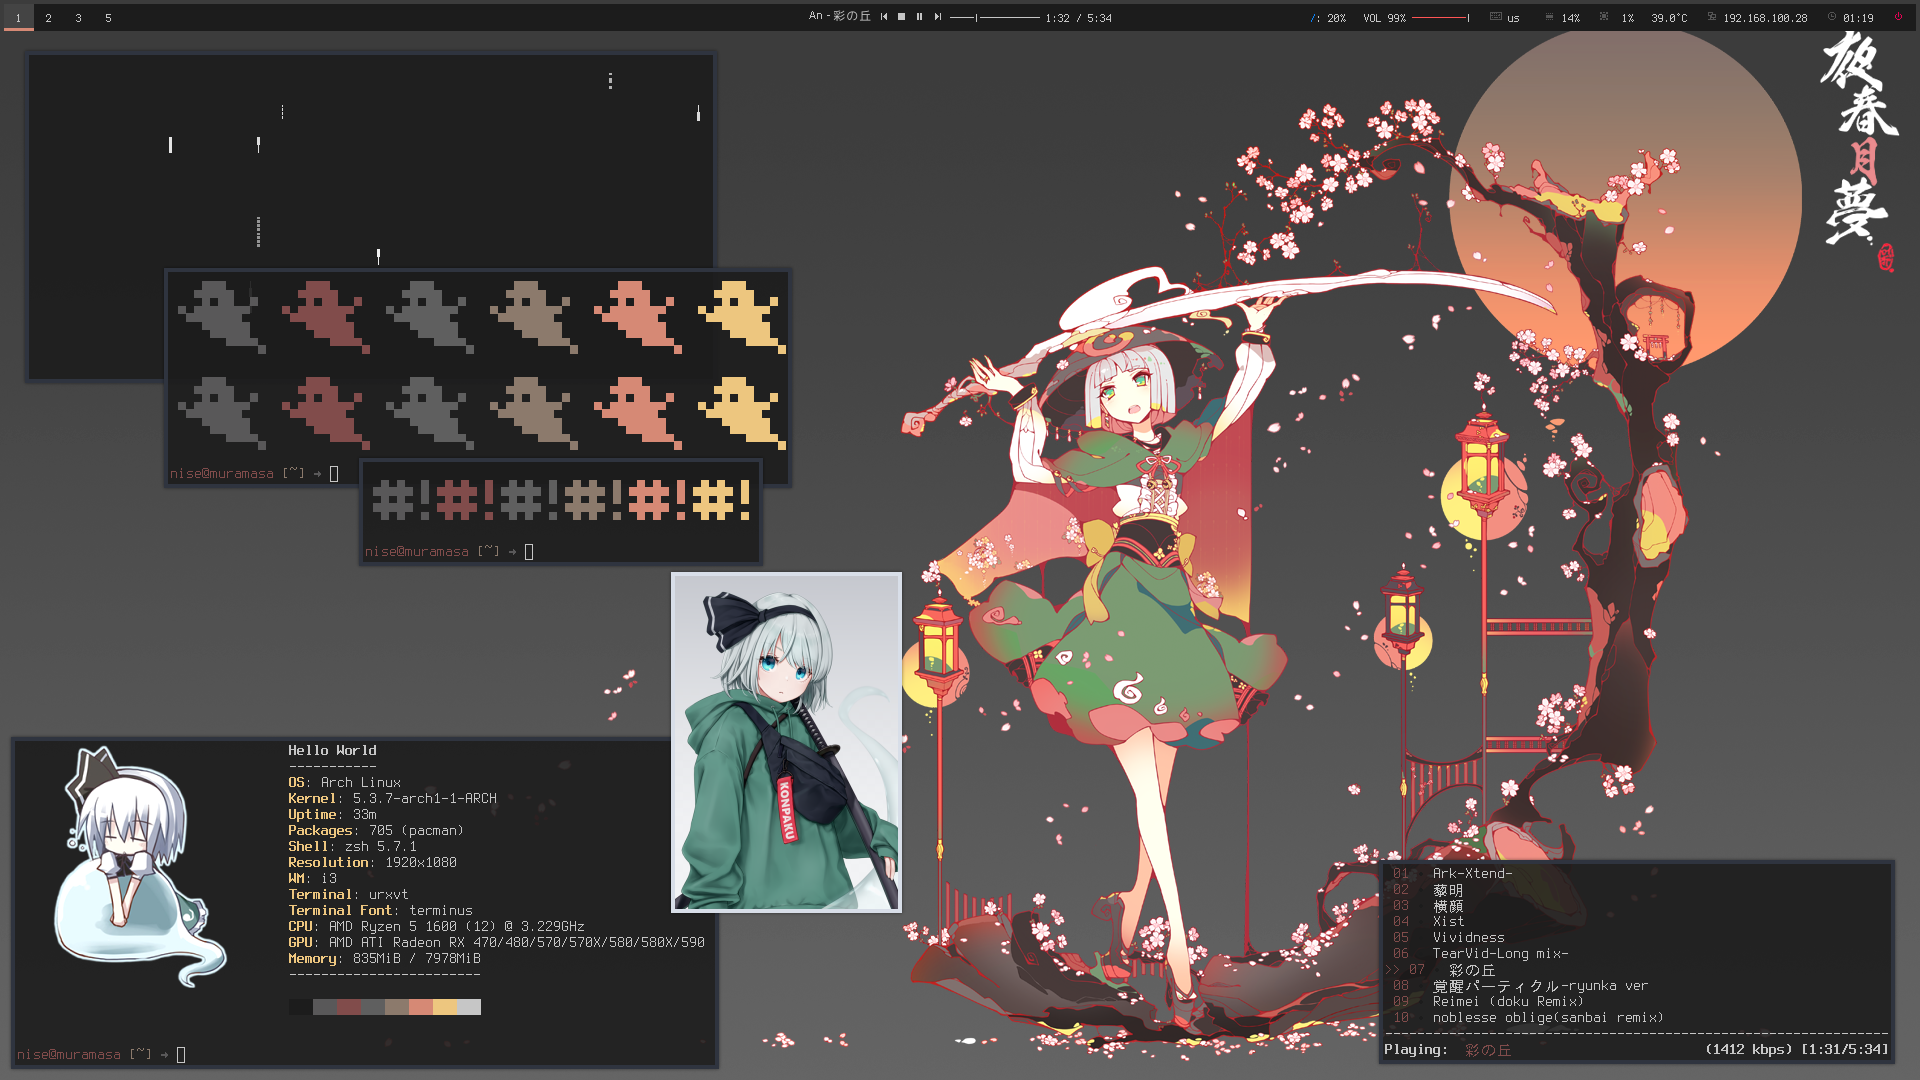 1 2 3 5
An - 彩の丘 1:32 / 5:34
/: 20% VOL 99% us 14% 1% 39.0°C 192.168.100.28 01:19
夜春月夢
nise@muramasa [~] →
#!#!#!#!#!#!
nise@muramasa [~] →
KONPAKU
Hello World
-----------
OS: Arch Linux
Kernel: 5.3.7-arch1-1-ARCH
Uptime: 33m
Packages: 705 (pacman)
Shell: zsh 5.7.1
Resolution: 1920x1080
WM: i3
Terminal: urxvt
Terminal Font: terminus
CPU: AMD Ryzen 5 1600 (12) @ 3.229GHz
GPU: AMD ATI Radeon RX 470/480/570/570X/580/580X/590
Memory: 835MiB / 7978MiB
------------------------
nise@muramasa [~] →
01 Ark-Xtend-
02 藜明
03 横顔
04 Xist
05 Vividness
06 TearVid-Long mix-
>> 07 彩の丘
08 覚醒パーティクル-ryunka ver
09 Reimei (doku Remix)
10 noblesse oblige(sanbai remix)
Playing: 彩の丘 (1412 kbps) [1:31/5:34]